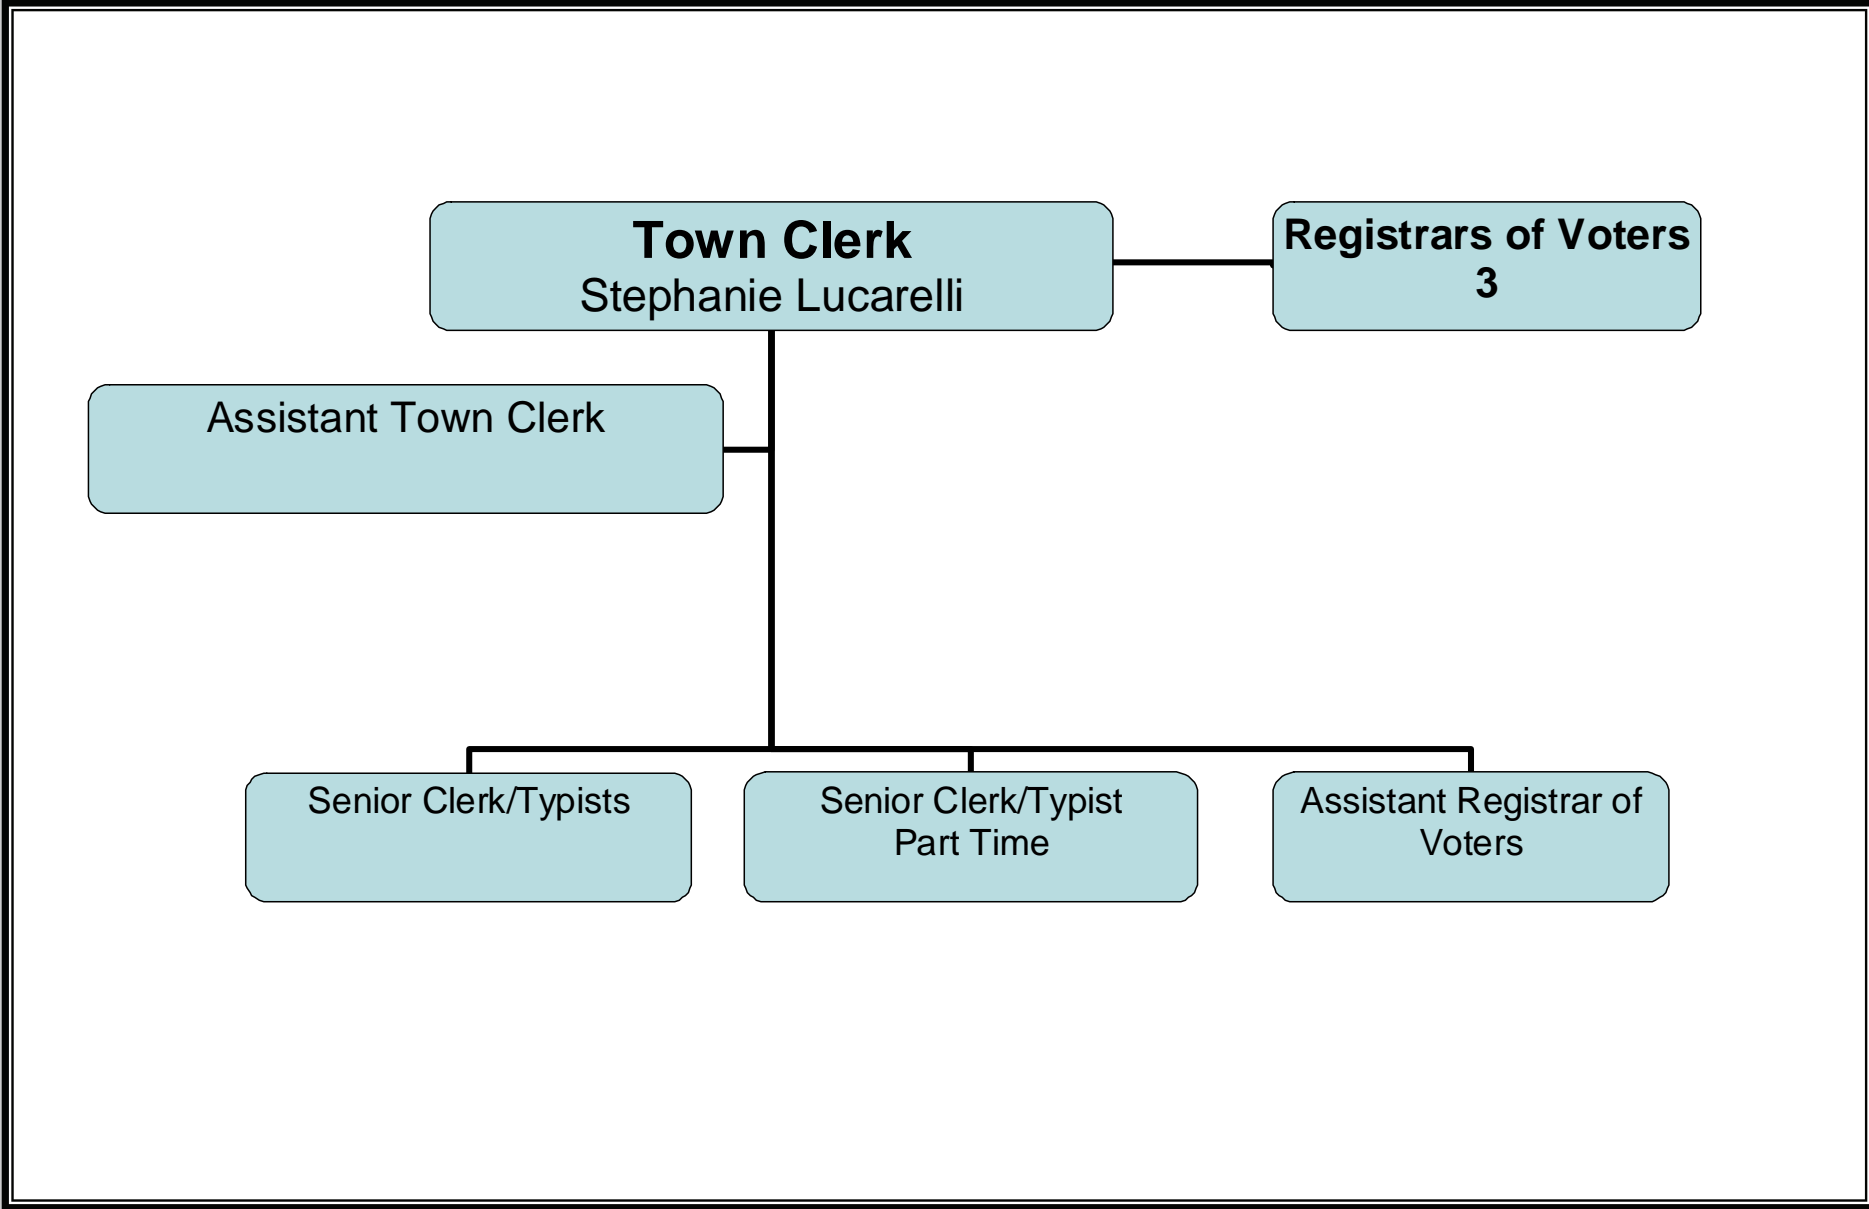 Town Clerk
Stephanie Lucarelli
Registrars of Voters
3
Assistant Town Clerk
Senior Clerk/Typists
Senior Clerk/Typist
Part Time
Assistant Registrar of
Voters